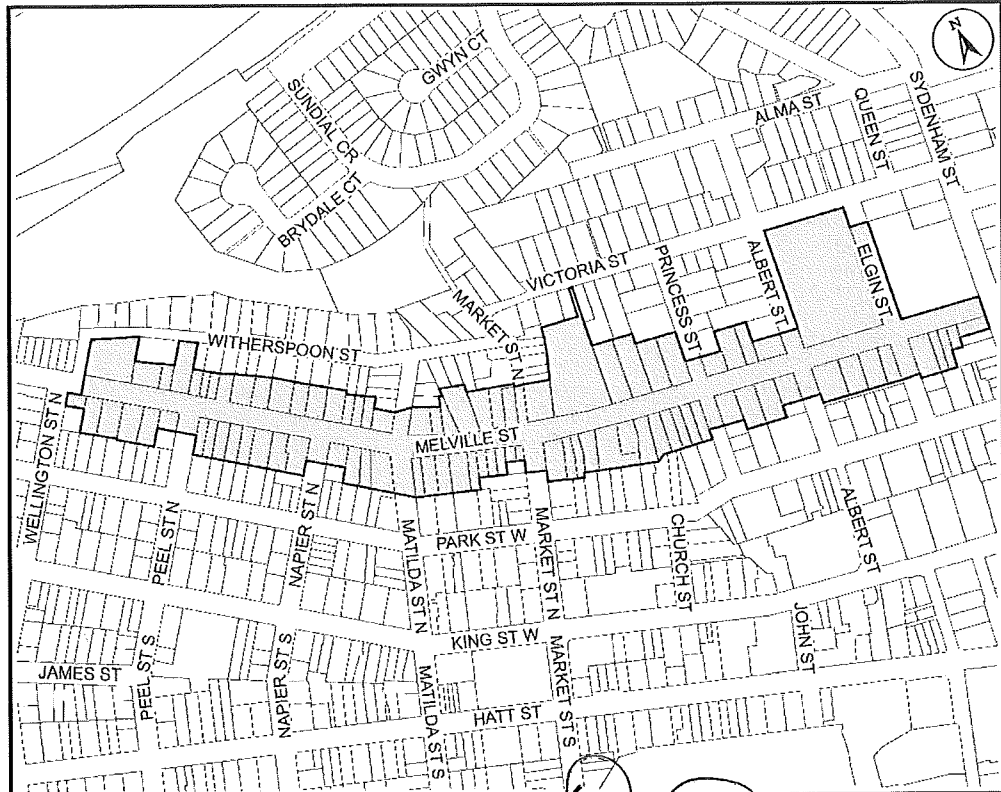 N
GWYN CT
SUNDIAL CR
BRYDALE CT
ALMA ST
QUEEN ST
SYDENHAM ST
VICTORIA ST
PRINCESS ST
ALBERT ST.
ELGIN ST.
MARKET ST N
WITHERSPOON ST
MELVILLE ST
WELLINGTON ST N
PEEL ST N
NAPIER ST N
MATILDA ST N
PARK ST W
MARKET ST N
CHURCH ST
ALBERT ST
KING ST W
JOHN ST
JAMES ST
PEEL ST S
NAPIER ST S
MATILDA ST S
MARKET ST S
HATT ST